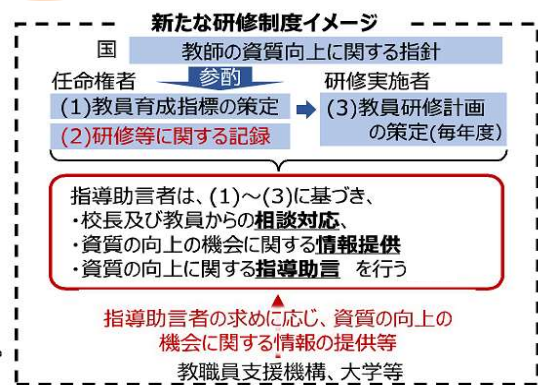 新たな研修制度イメージ
国 教師の資質向上に関する指針
任命権者 参酌 研修実施者
(1)教員育成指標の策定 (3)教員研修計画
(2)研修等に関する記録 の策定(毎年度)
指導助言者は、(1)～(3)に基づき、
・校長及び教員からの相談対応、
・資質の向上の機会に関する情報提供
・資質の向上に関する指導助言 を行う
指導助言者の求めに応じ、資質の向上の
機会に関する情報の提供等
教職員支援機構、大学等
。